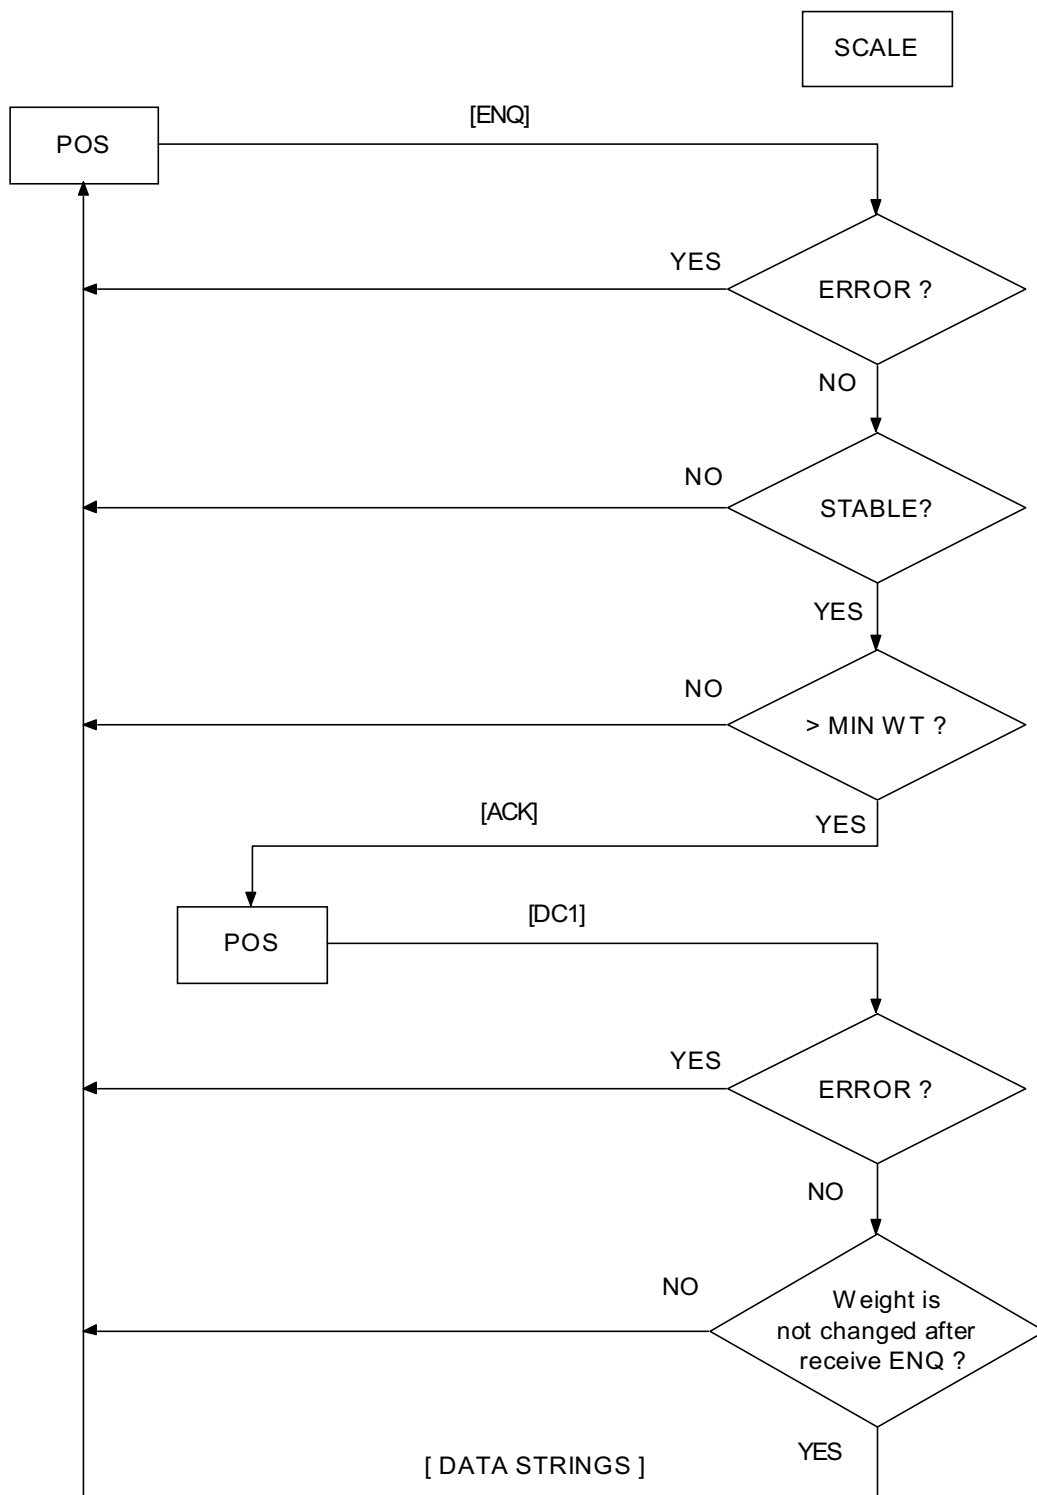 SCALE
[ENQ]
POS
YES
ERROR ?
NO
NO
STABLE?
YES
NO
> MIN WT ?
[ACK]
YES
[DC1]
POS
YES
ERROR ?
NO
NO
Weight is
not changed after
receive ENQ ?
YES
[ DATA STRINGS ]